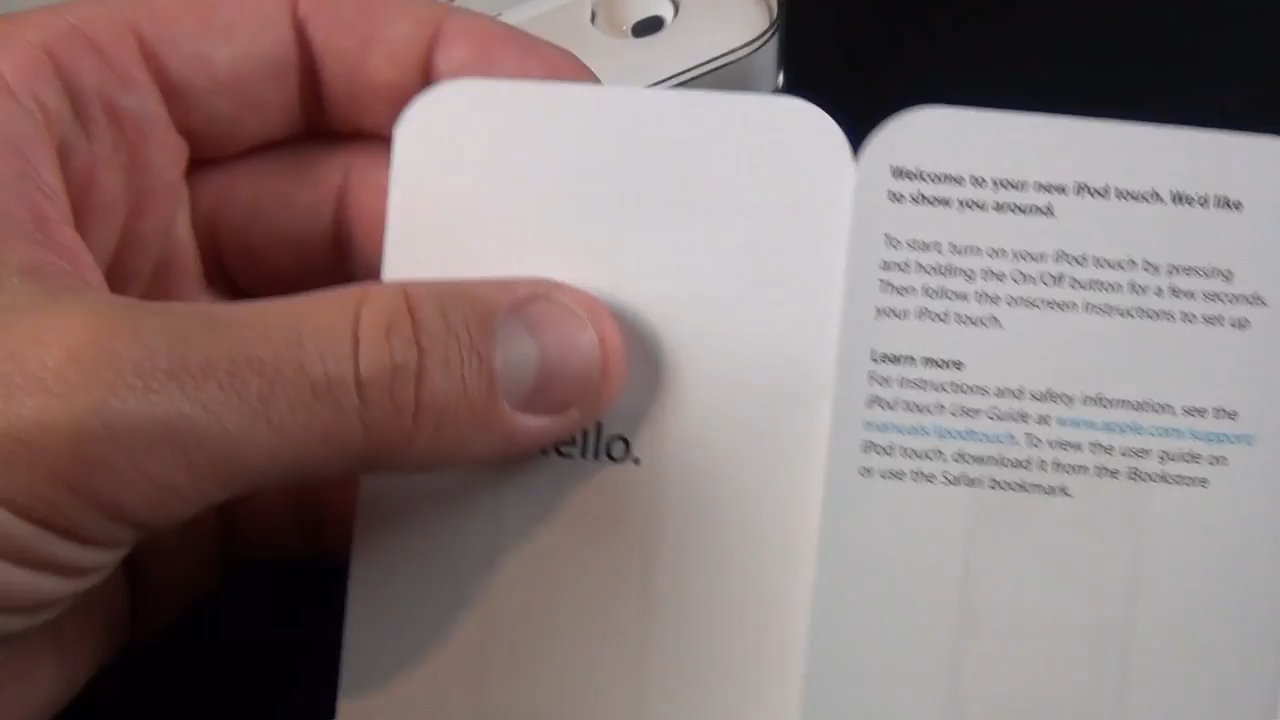 ello.
Welcome to your new iPod touch. We'd like
to show you around.
To start, turn on your iPod touch by pressing
and holding the On/Off button for a few seconds.
Then follow the onscreen instructions to set up
your iPod touch.
Learn more
For instructions and safety information, see the
iPod touch User Guide at www.apple.com/support/
manuals/ipodtouch. To view the user guide on
iPod touch, download it from the iBookstore
or use the Safari bookmark.